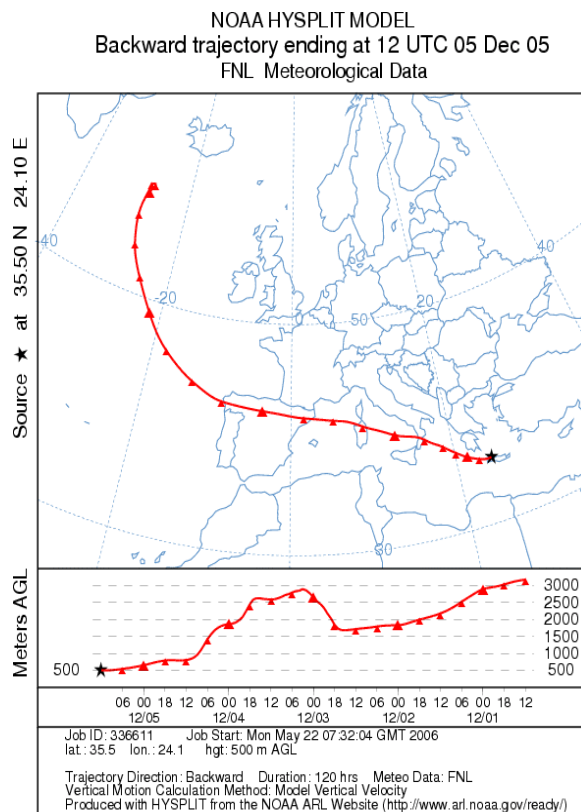 NOAA HYSPLIT MODEL
Backward trajectory ending at 12 UTC 05 Dec 05
FNL Meteorological Data
Source ★ at 35.50 N 24.10 E
40
-20
50
20
40
30
Meters AGL
500
3000
2500
2000
1500
1000
500
06 00 18 12 06 00 18 12 06 00 18 12 06 00 18 12 06 00 18 12
12/05 12/04 12/03 12/02 12/01
Job ID: 336611 Job Start: Mon May 22 07:32:04 GMT 2006
lat.: 35.5 lon.: 24.1 hgt: 500 m AGL
Trajectory Direction: Backward Duration: 120 hrs Meteo Data: FNL
Vertical Motion Calculation Method: Model Vertical Velocity
Produced with HYSPLIT from the NOAA ARL Website (http://www.arl.noaa.gov/ready/)